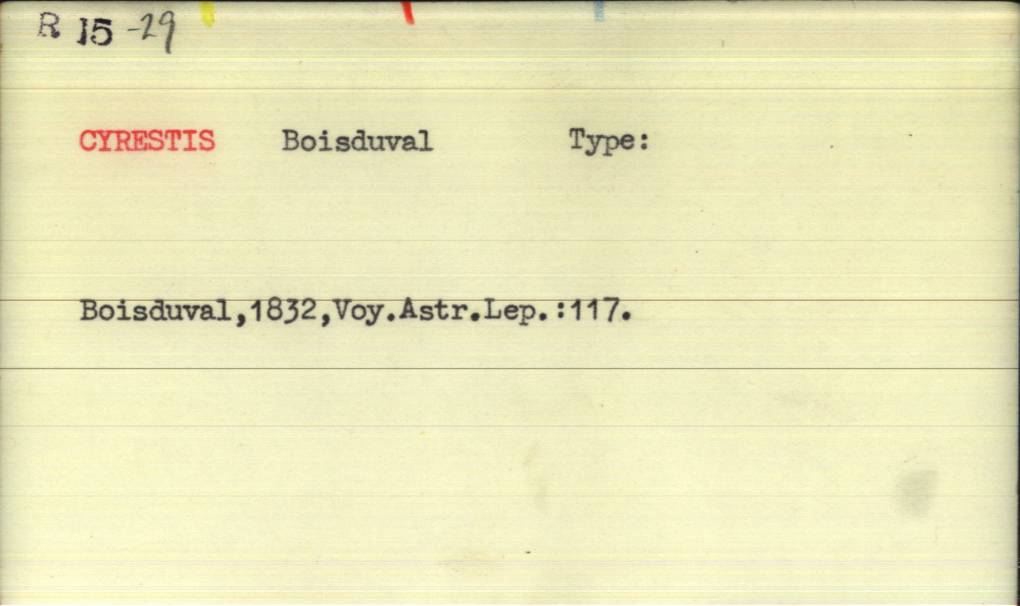 R 15 -29
CYRESTIS Boisduval Type:
Boisduval,1832,Voy.Astr.Lep.:117.